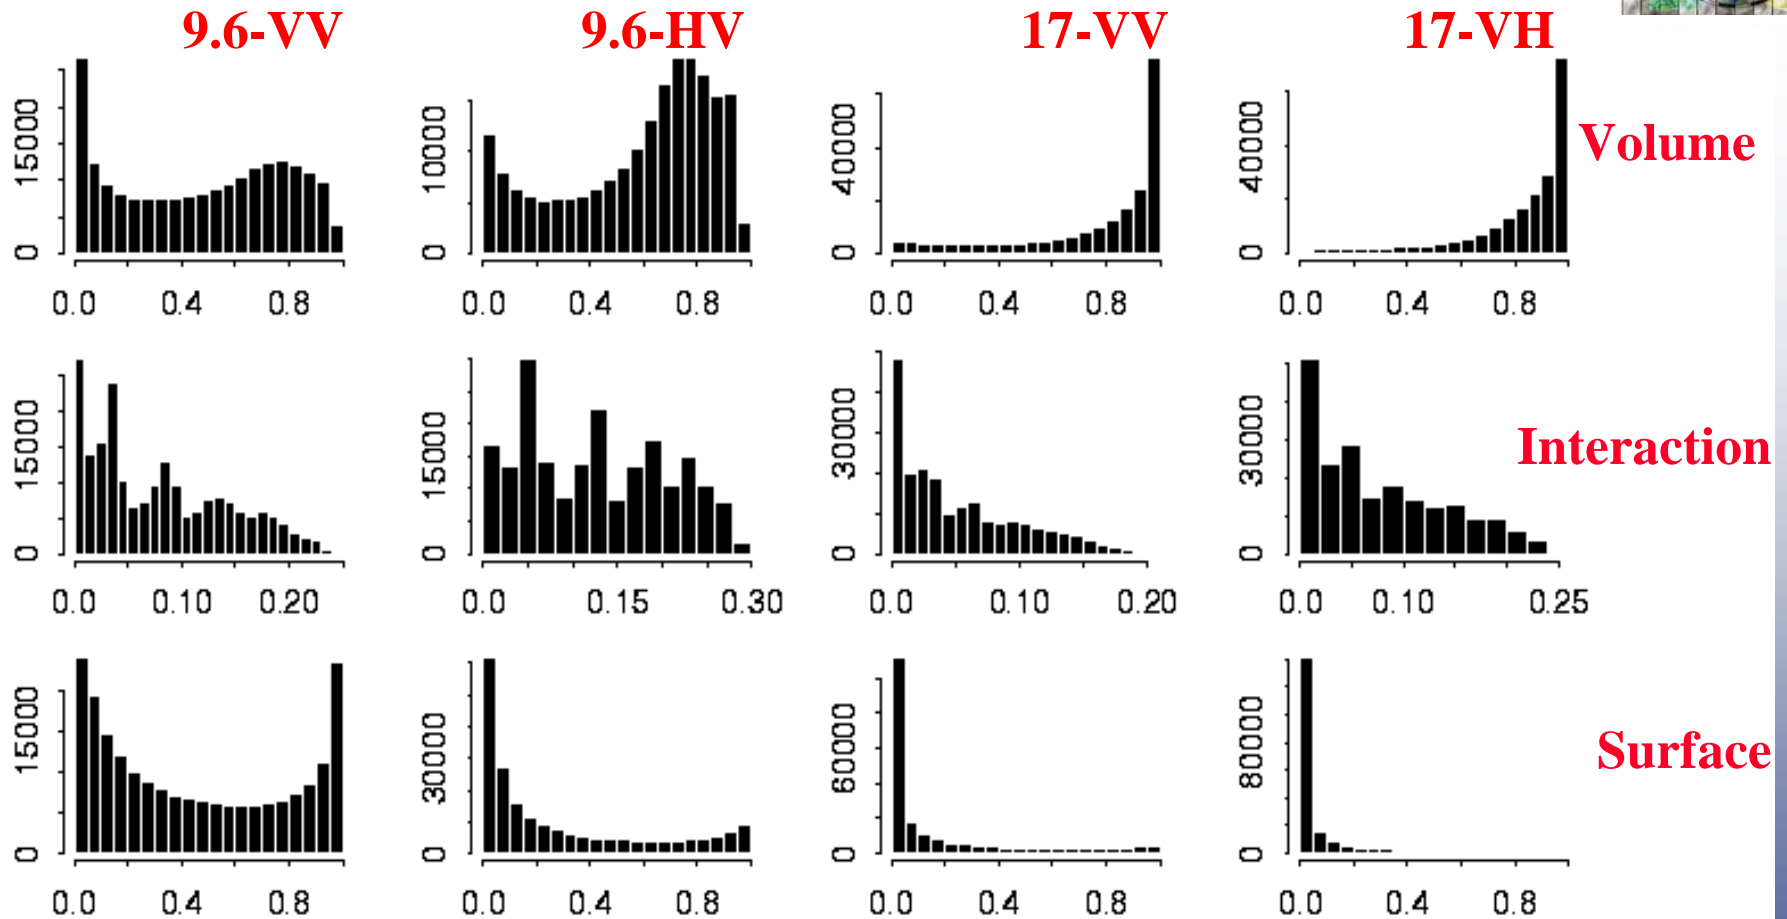 9.6-VV 9.6-HV 17-VV 17-VH
15000 0 0.0 0.4 0.8
10000 0 0.0 0.4 0.8
40000 0 0.0 0.4 0.8
40000 0 0.0 0.4 0.8
Volume
15000 0 0.0 0.10 0.20
15000 0 0.0 0.15 0.30
30000 0 0.0 0.10 0.20
30000 0 0.0 0.10 0.25
Interaction
15000 0 0.0 0.4 0.8
30000 0 0.0 0.4 0.8
60000 0 0.0 0.4 0.8
80000 0 0.0 0.4 0.8
Surface